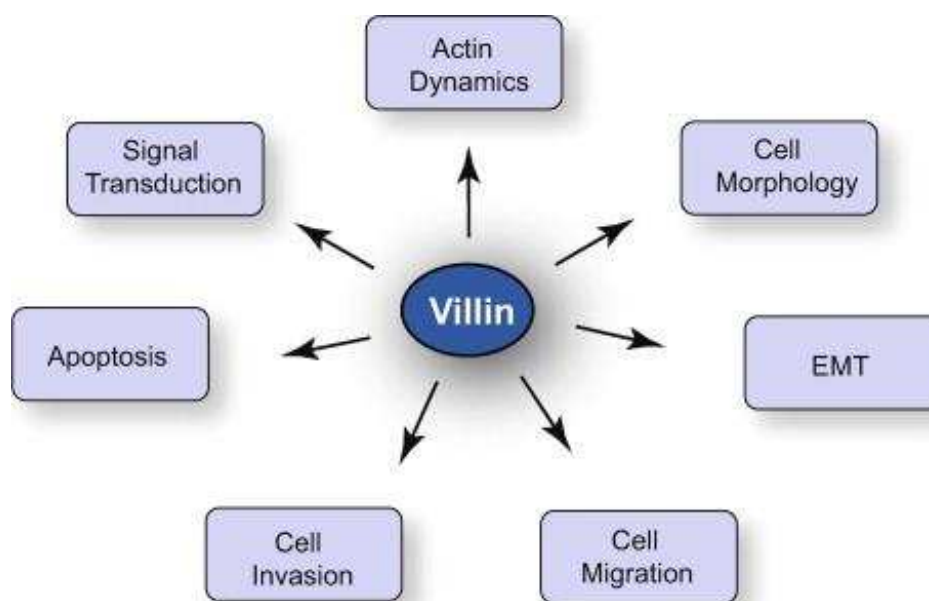 Actin
Dynamics
Signal
Transduction
Cell
Morphology
Villin
Apoptosis
EMT
Cell
Invasion
Cell
Migration